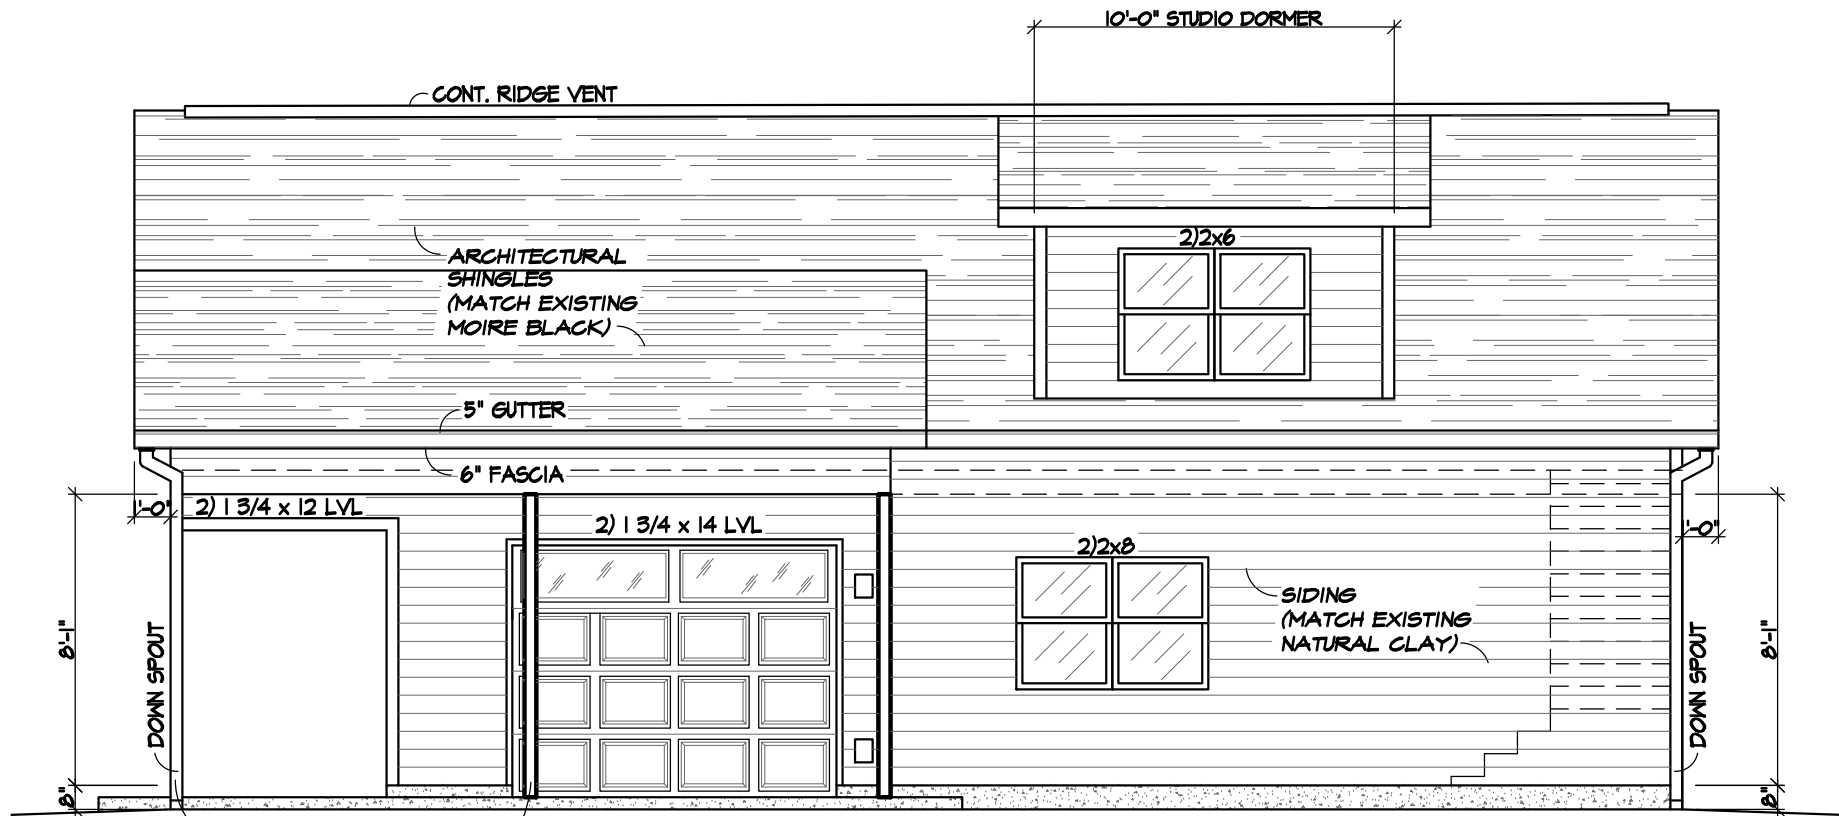 10'-0" STUDIO DORMER
CONT. RIDGE VENT
2)2x6
ARCHITECTURAL
SHINGLES
(MATCH EXISTING
MOIRE BLACK)
5" GUTTER
6" FASCIA
1'-0"
2) 1 3/4 x 12 LVL
2) 1 3/4 x 14 LVL
2)2x8
1'-0"
SIDING
(MATCH EXISTING
NATURAL CLAY)
8'-1"
DOWN SPOUT
DOWN SPOUT
8'-1"
8"
8"